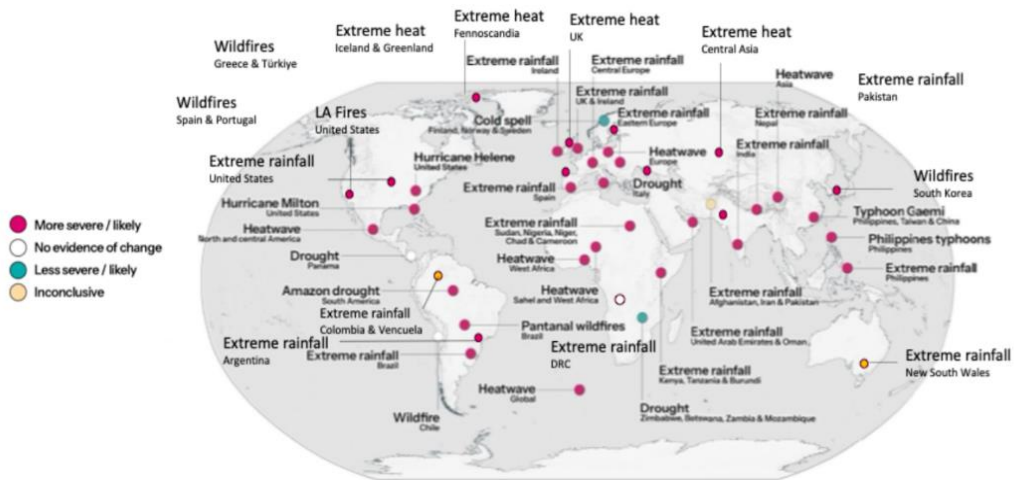 Extreme heat
Fennoscandia
Extreme heat
UK
Extreme heat
Iceland & Greenland
Extreme heat
Central Asia
Wildfires
Greece & Türkiye
Extreme rainfall
Ireland
Extreme rainfall
Central Europe
Heatwave
Asia
Extreme rainfall
Pakistan
Wildfires
Spain & Portugal
LA Fires
United States
Extreme rainfall
UK & Ireland
Cold spell
Finland, Norway & Sweden
Extreme rainfall
Eastern Europe
Extreme rainfall
Nepal
Extreme rainfall
India
Extreme rainfall
United States
Hurricane Helene
United States
Heatwave
Europe
Wildfires
South Korea
Extreme rainfall
Spain
Drought
Italy
Hurricane Milton
United States
Typhoon Gaemi
Philippines, Taiwan & China
More severe / likely
No evidence of change
Less severe / likely
Inconclusive
Heatwave
North and central America
Extreme rainfall
Sudan, Nigeria, Niger,
Chad & Cameroon
Philippines typhoons
Philippines
Drought
Panama
Heatwave
West Africa
Extreme rainfall
Philippines
Amazon drought
South America
Heatwave
Sahel and West Africa
Extreme rainfall
Afghanistan, Iran & Pakistan
Extreme rainfall
Colombia & Vencuela
Pantanal wildfires
Brazil
Extreme rainfall
United Arab Emirates & Oman
Extreme rainfall
Argentina
Extreme rainfall
Brazil
Extreme rainfall
DRC
Extreme rainfall
New South Wales
Extreme rainfall
Kenya, Tanzania & Burundi
Heatwave
Global
Wildfire
Chile
Drought
Zimbabwe, Botswana, Zambia & Mozambique